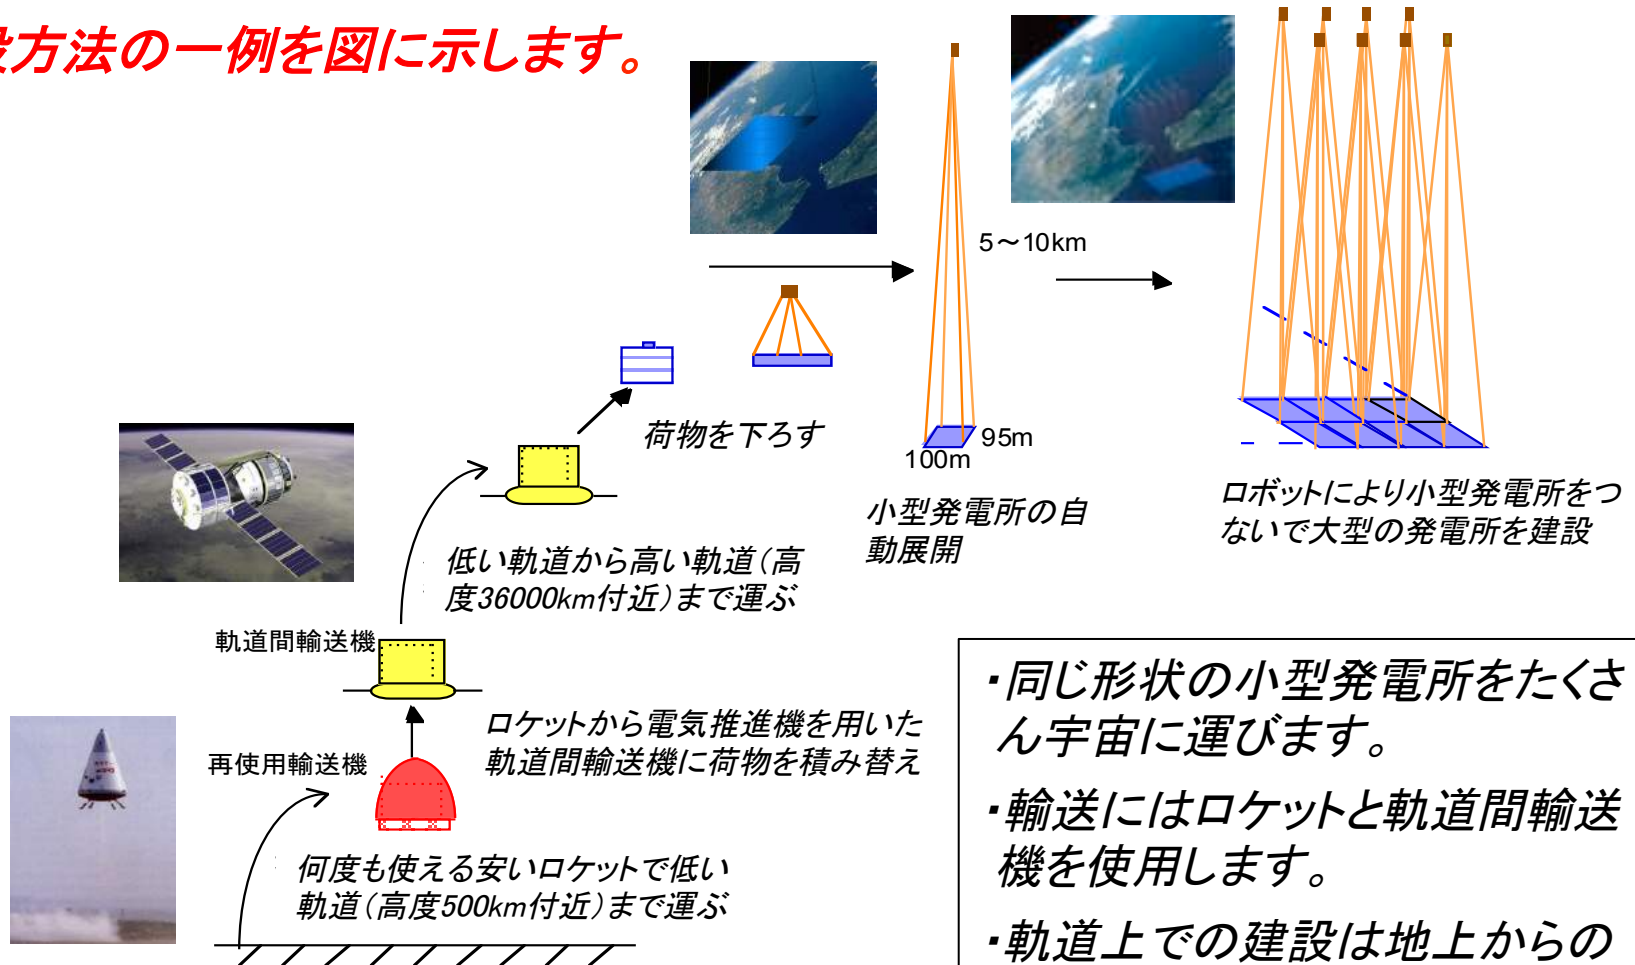 方法の一例を図に示します。
5～10km
95m
100m
荷物を下ろす
小型発電所の自
動展開
ロボットにより小型発電所をつ
ないで大型の発電所を建設
低い軌道から高い軌道（高
度36000km付近）まで運ぶ
軌道間輸送機
ロケットから電気推進機を用いた
軌道間輸送機に荷物を積み替え
再使用輸送機
何度も使える安いロケットで低い
軌道（高度500km付近）まで運ぶ
・同じ形状の小型発電所をたくさ
ん宇宙に運びます。
・輸送にはロケットと軌道間輸送
機を使用します。
・軌道上での建設は地上からの